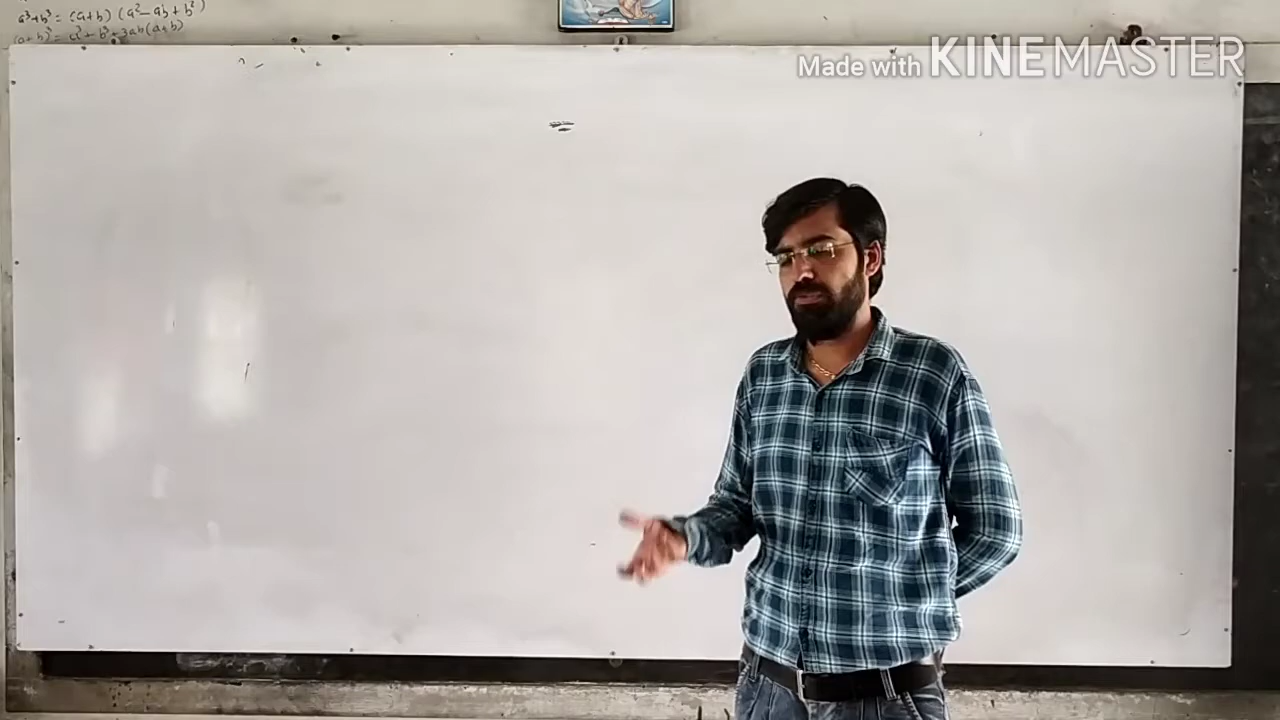 a³+b³ = (a+b) (a²-ab+b²)
(a+b)³ = a³+b³+3ab(a+b)
Made with KINEMASTER